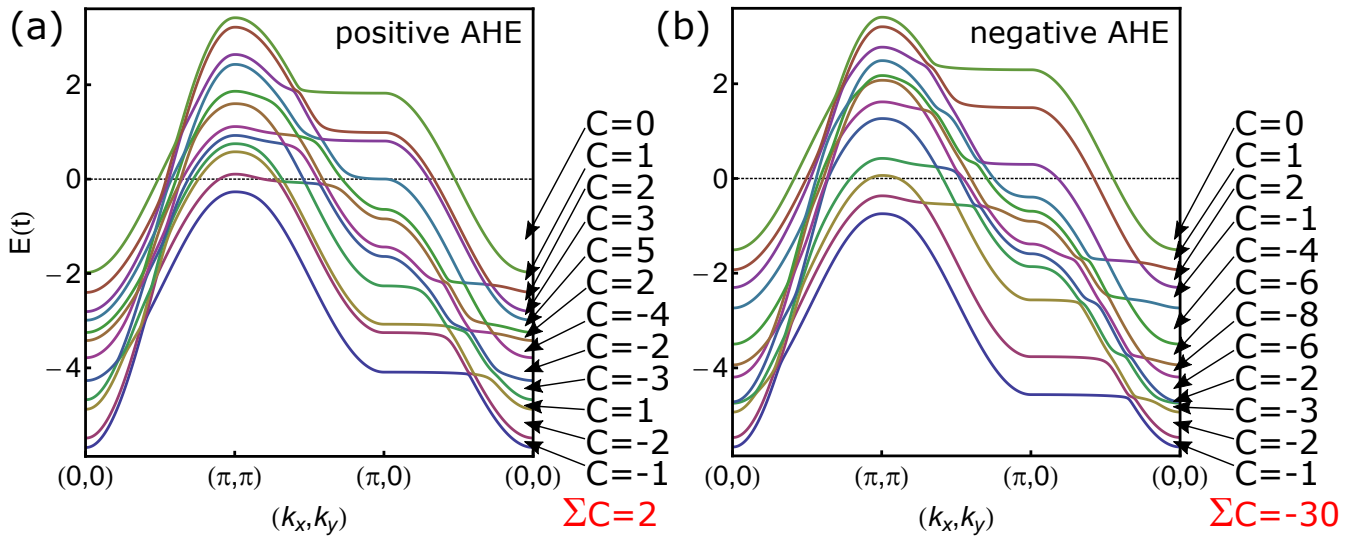 (a)
positive AHE
E(t)
2
0
−2
−4
(0,0)
(π,π)
(π,0)
(0,0)
(kx,ky)
C=0
C=1
C=2
C=3
C=5
C=2
C=-4
C=-2
C=-3
C=1
C=-2
C=-1
ΣC=2
(b)
negative AHE
2
0
−2
−4
(0,0)
(π,π)
(π,0)
(0,0)
(kx,ky)
C=0
C=1
C=2
C=-1
C=-4
C=-6
C=-8
C=-6
C=-2
C=-3
C=-2
C=-1
ΣC=-30